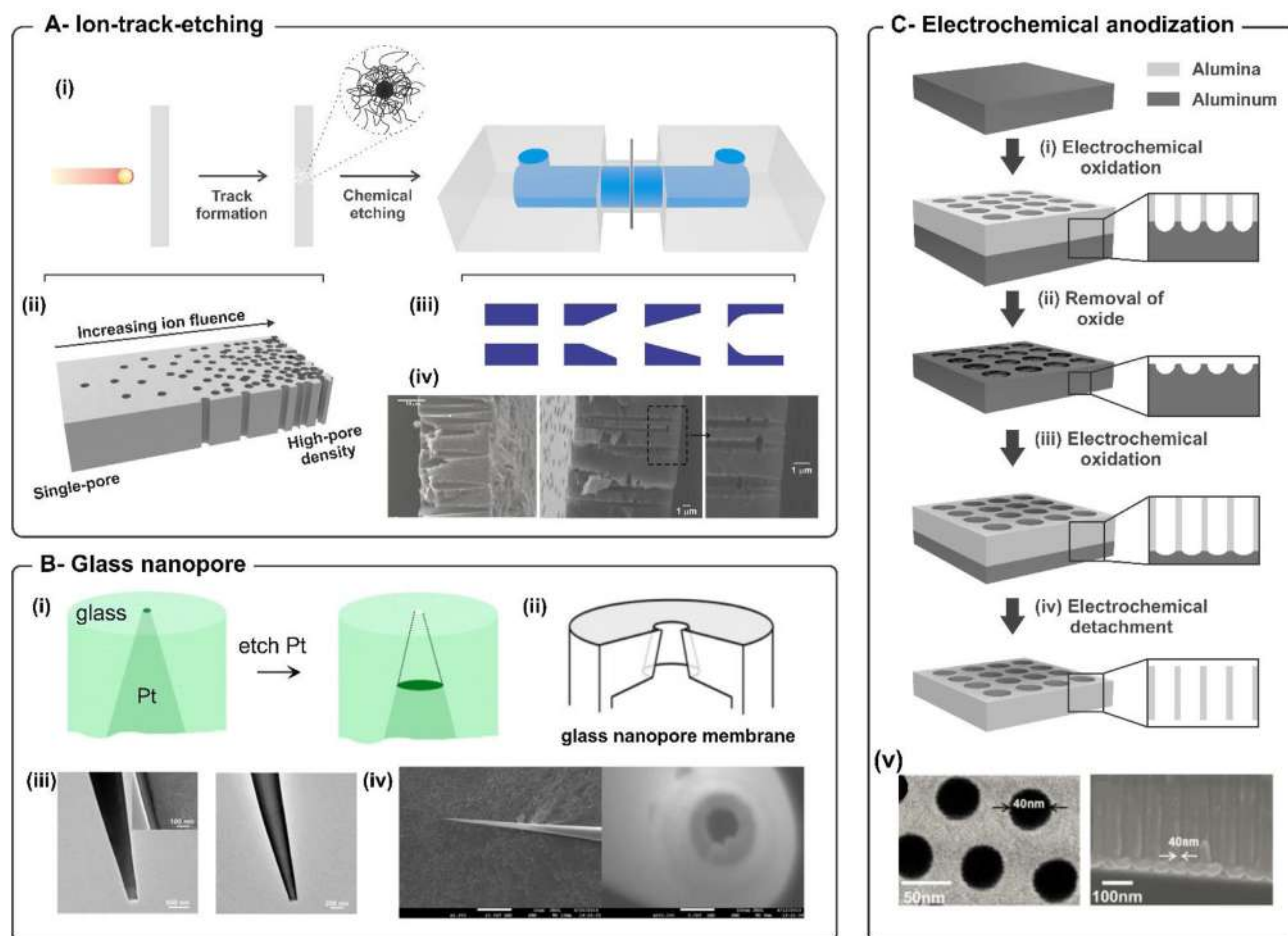 A- Ion-track-etching
(i)
Track
formation
Chemical
etching
(ii)
Increasing ion fluence
Single-pore
High-pore
density
(iii)
(iv)
1 µm
1 µm
B- Glass nanopore
(i)
glass
Pt
etch Pt
(ii)
glass nanopore membrane
(iii)
(iv)
C- Electrochemical anodization
Alumina
Aluminum
(i) Electrochemical
oxidation
(ii) Removal of
oxide
(iii) Electrochemical
oxidation
(iv) Electrochemical
detachment
(v)
40nm
50nm
40nm
100nm